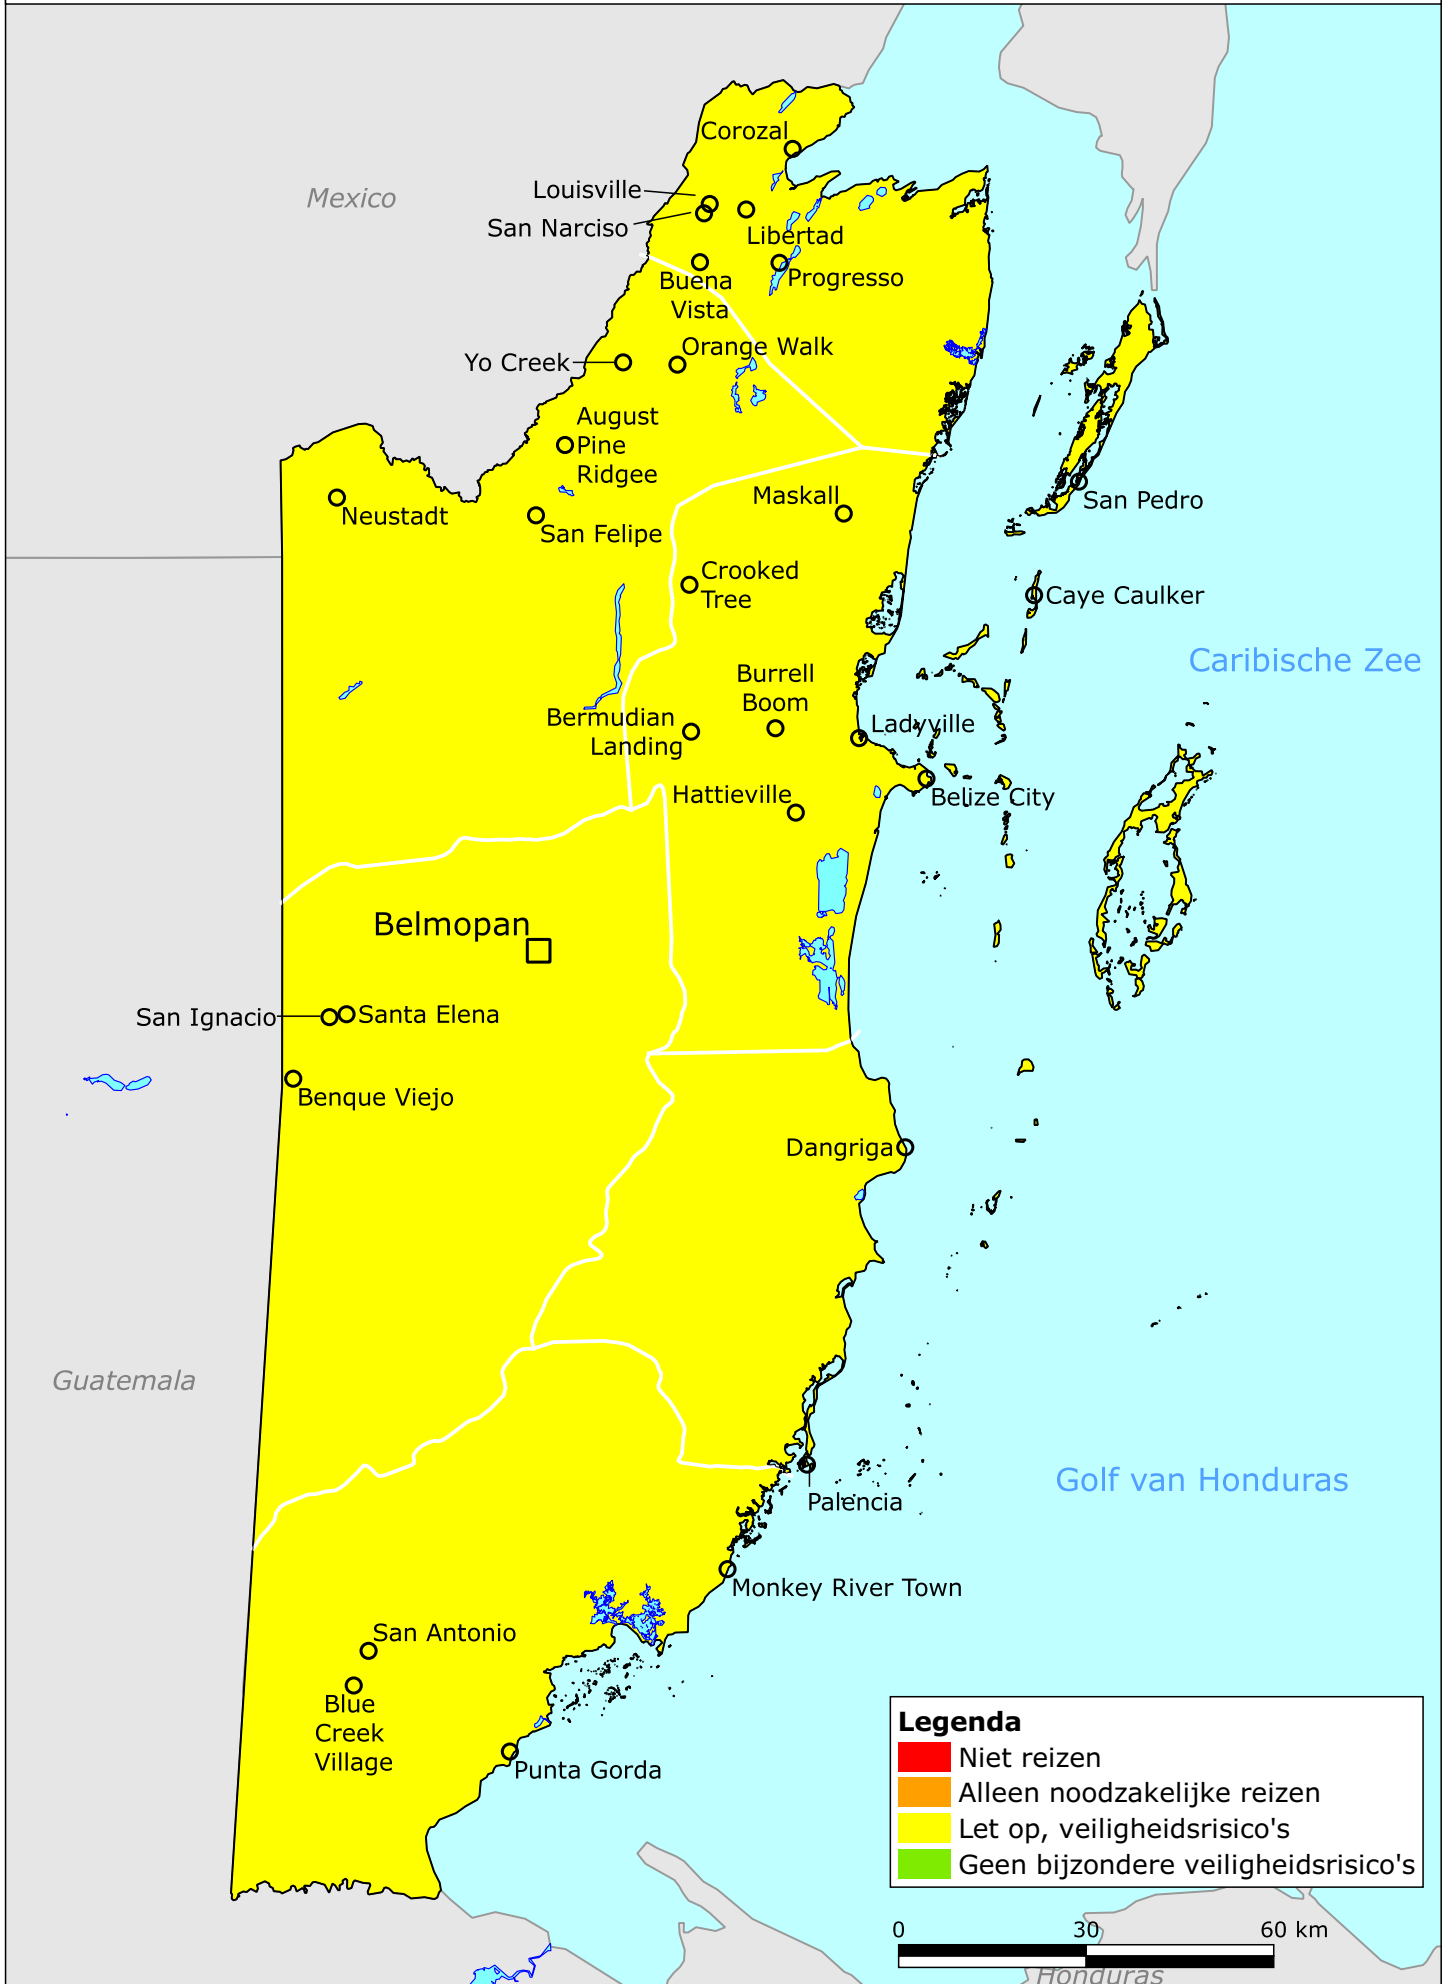 Corozal
Mexico
Louisville
San Narciso
Libertad
Buena
Vista
Progresso
Orange Walk
Yo Creek
August
Pine
Ridgee
Neustadt
San Felipe
Maskall
San Pedro
Crooked
Tree
Caye Caulker
Caribische Zee
Burrell
Boom
Bermudian
Landing
Ladyville
Hattieville
Belize City
Belmopan
San Ignacio
Santa Elena
Benque Viejo
Dangriga
Guatemala
Golf van Honduras
Palencia
Monkey River Town
San Antonio
Blue
Creek
Village
Punta Gorda
Legenda
Niet reizen
Alleen noodzakelijke reizen
Let op, veiligheidsrisico's
Geen bijzondere veiligheidsrisico's
0 30 60 km
Honduras